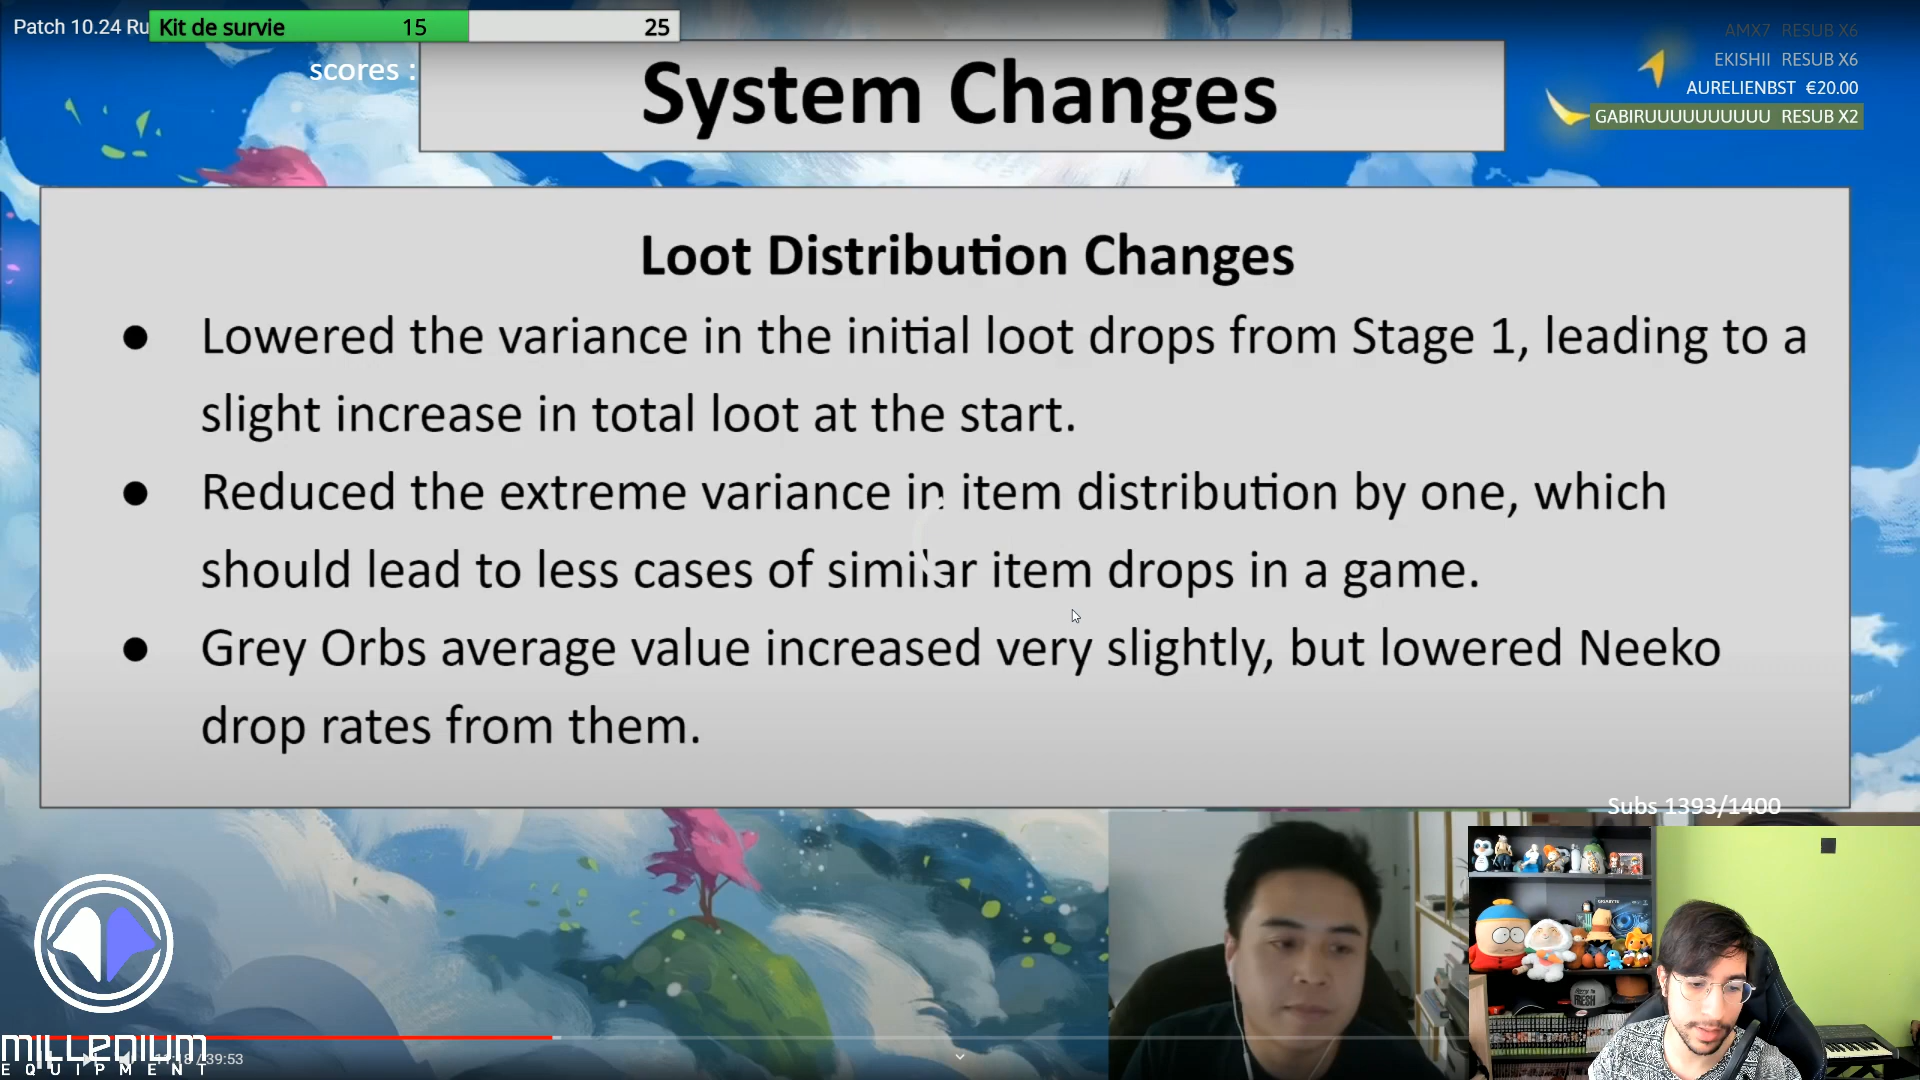 Patch 10.24 Ru
Kit de survie 15 25
scores :
AMX7 RESUB X6
EKISHII RESUB X6
AURELIENBST €20.00
GABIRUUUUUUUUUU RESUB X2
System Changes
Loot Distribution Changes
● Lowered the variance in the initial loot drops from Stage 1, leading to a
slight increase in total loot at the start.
● Reduced the extreme variance in item distribution by one, which
should lead to less cases of similar item drops in a game.
● Grey Orbs average value increased very slightly, but lowered Neeko
drop rates from them.
Subs 1393/1400
GIGABYTE
FRESH
MILLENIUM
11:18 / 39:53
EQUIPMENT